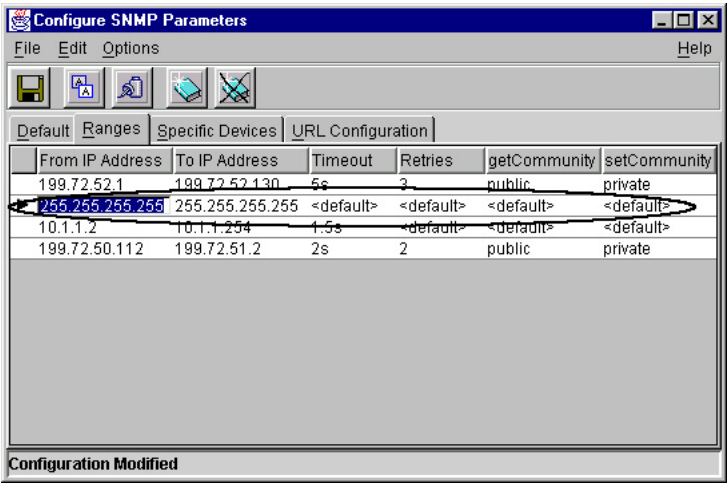 Configure SNMP Parameters
File Edit Options Help
Default Ranges Specific Devices URL Configuration
From IP Address To IP Address Timeout Retries getCommunity setCommunity
199.72.52.1 199.72.52.130 5s 3 public private
255.255.255.255 255.255.255.255 <default> <default> <default> <default>
10.1.1.2 10.1.1.254 1.5s <default> <default> <default>
199.72.50.112 199.72.51.2 2s 2 public private
Configuration Modified